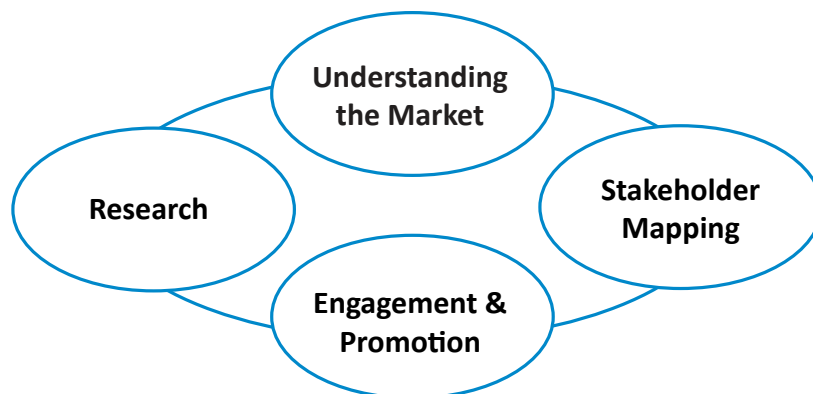 Understanding
the Market
Research
Stakeholder
Mapping
Engagement &
Promotion